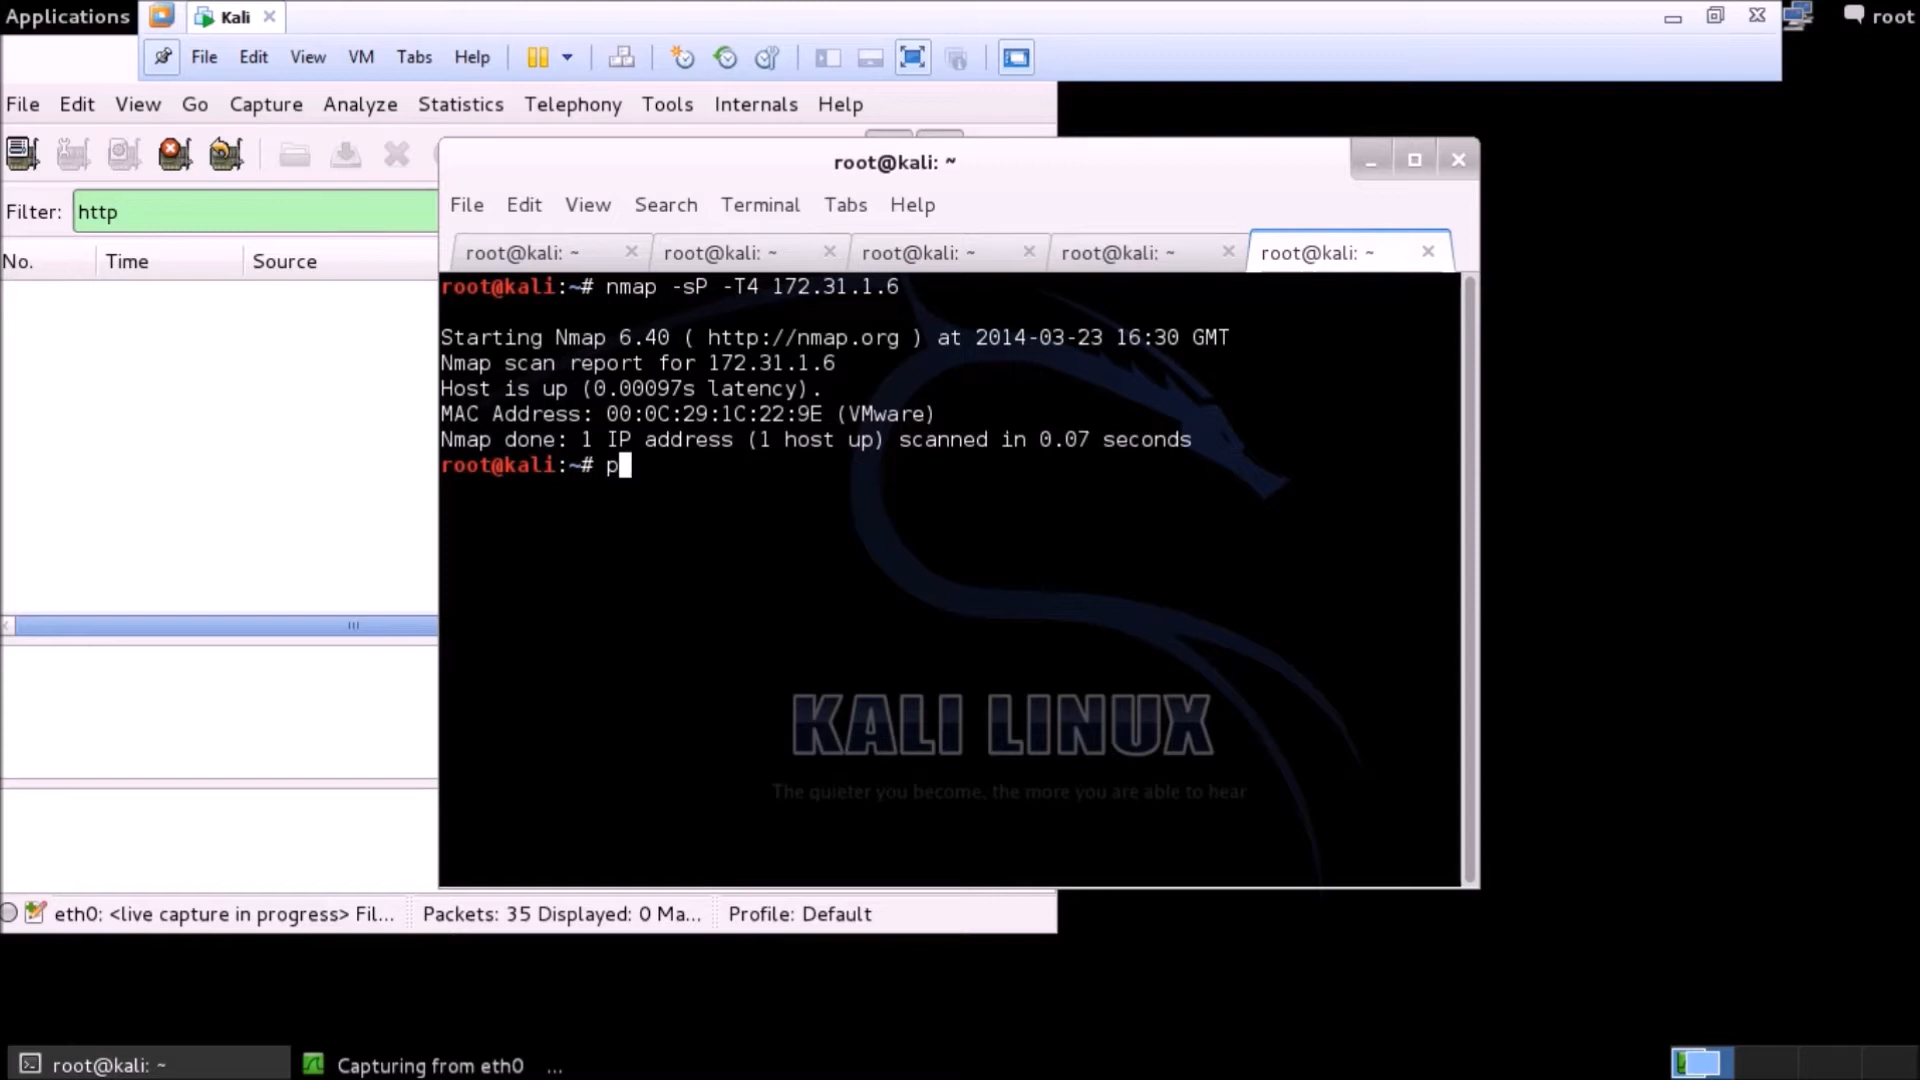 Applications
Kali
root
File Edit View VM Tabs Help
File Edit View Go Capture Analyze Statistics Telephony Tools Internals Help
Filter: http
No. Time Source
root@kali: ~
File Edit View Search Terminal Tabs Help
root@kali: ~ root@kali: ~ root@kali: ~ root@kali: ~ root@kali: ~
root@kali:~# nmap -sP -T4 172.31.1.6
Starting Nmap 6.40 ( http://nmap.org ) at 2014-03-23 16:30 GMT
Nmap scan report for 172.31.1.6
Host is up (0.00097s latency).
MAC Address: 00:0C:29:1C:22:9E (VMware)
Nmap done: 1 IP address (1 host up) scanned in 0.07 seconds
root@kali:~# p
KALI LINUX
The quieter you become, the more you are able to hear
eth0: <live capture in progress> Fil... Packets: 35 Displayed: 0 Ma... Profile: Default
root@kali: ~ Capturing from eth0 ...